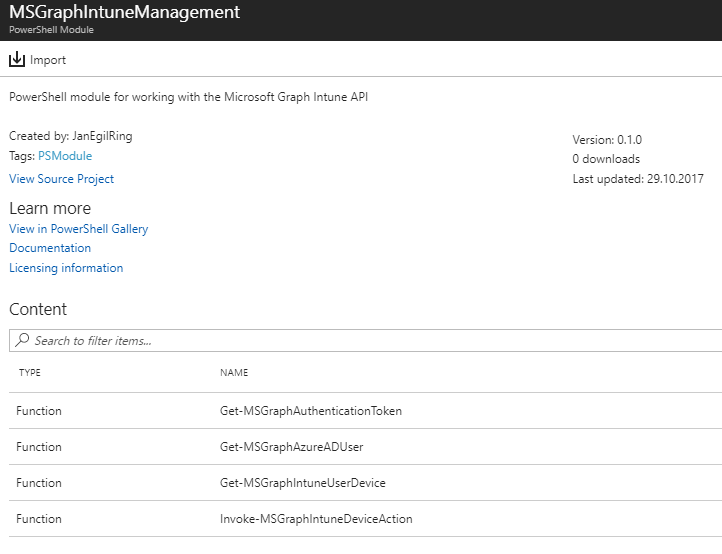 MSGraphIntuneManagement
PowerShell Module
Import
PowerShell module for working with the Microsoft Graph Intune API
Created by: JanEgilRing
Tags: PSModule
View Source Project
Version: 0.1.0
0 downloads
Last updated: 29.10.2017
Learn more
View in PowerShell Gallery
Documentation
Licensing information
Content
Search to filter items...
TYPE NAME
Function Get-MSGraphAuthenticationToken
Function Get-MSGraphAzureADUser
Function Get-MSGraphIntuneUserDevice
Function Invoke-MSGraphIntuneDeviceAction